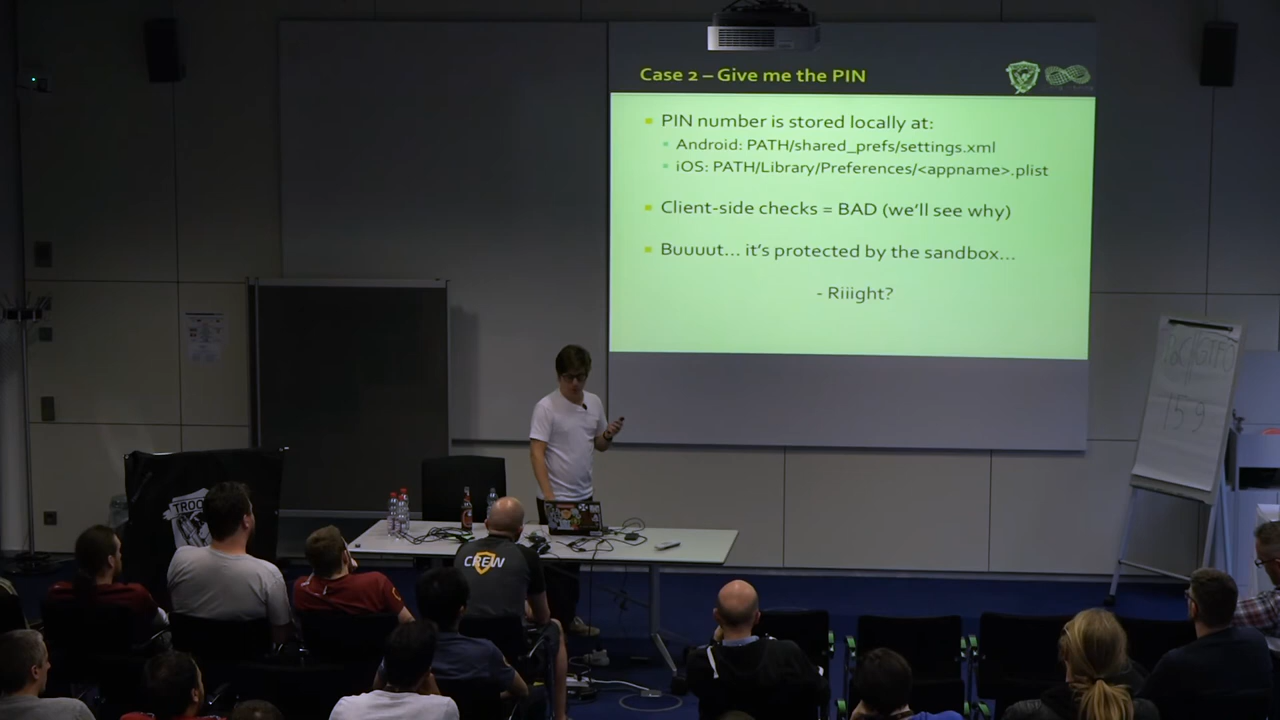 Case 2 – Give me the PIN
PIN number is stored locally at:
Android: PATH/shared_prefs/settings.xml
iOS: PATH/Library/Preferences/<appname>.plist
Client-side checks = BAD (we'll see why)
Buuuut... it's protected by the sandbox...
- Riiight?
159
TROO
CREW